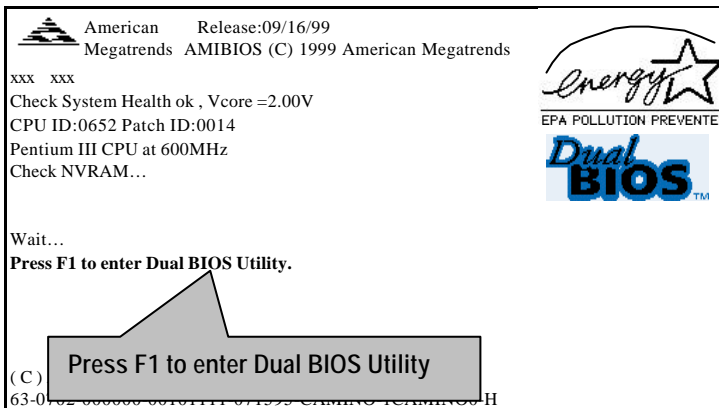 American Release:09/16/99
Megatrends AMIBIOS (C) 1999 American Megatrends
xxx xxx
Check System Health ok , Vcore =2.00V
CPU ID:0652 Patch ID:0014
Pentium III CPU at 600MHz
Check NVRAM…
energy
EPA POLLUTION PREVENTE
Dual
BIOS TM
Wait…
Press F1 to enter Dual BIOS Utility.
Press F1 to enter Dual BIOS Utility
(C)